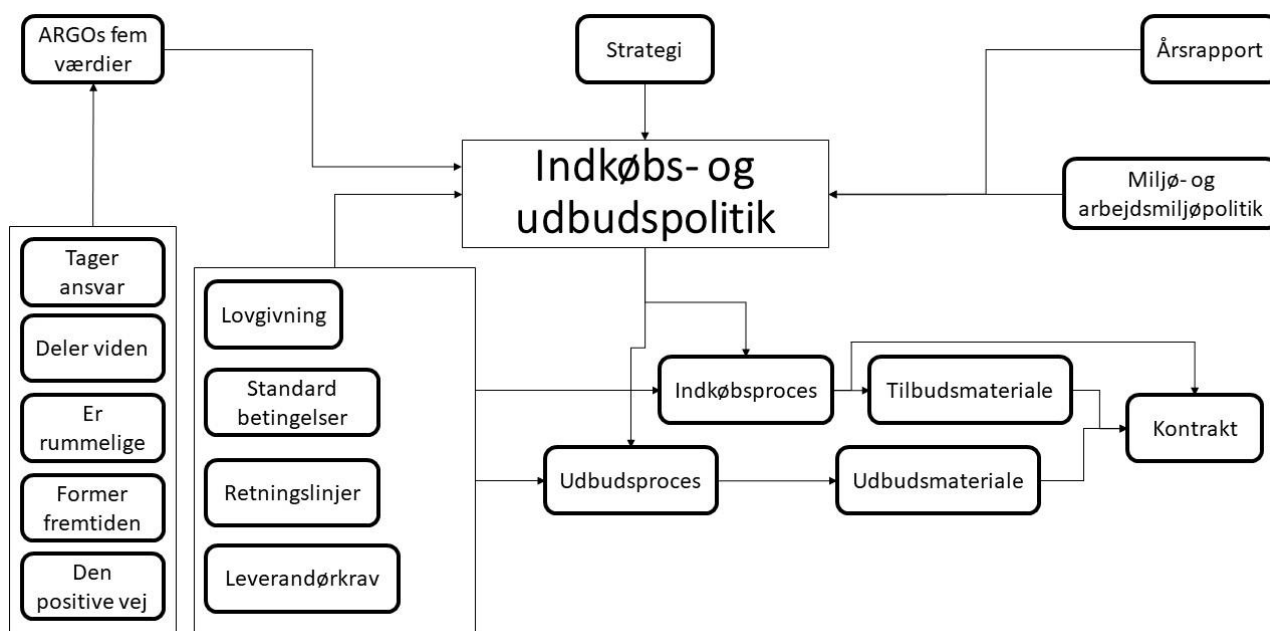 ARGOs fem
værdier
Strategi
Årsrapport
Indkøbs- og
udbudspolitik
Miljø- og
arbejdsmiljøpolitik
Tager
ansvar
Deler viden
Er
rummelige
Former
fremtiden
Den
positive vej
Lovgivning
Standard
betingelser
Retningslinjer
Leverandørkrav
Indkøbsproces
Tilbudsmateriale
Kontrakt
Udbudsproces
Udbudsmateriale